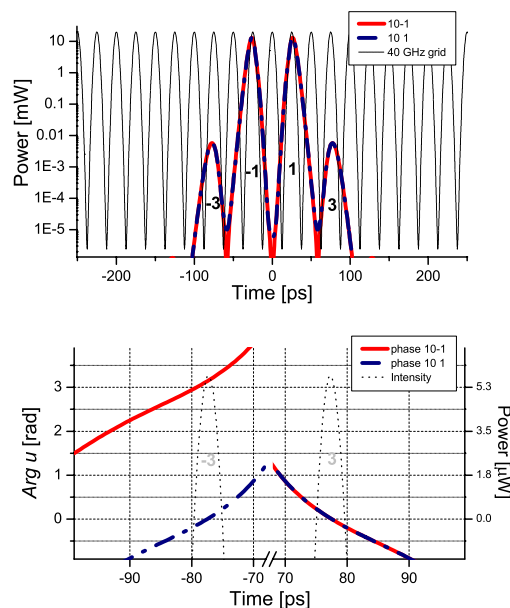 10-1
10 1
40 GHz grid
Power [mW]
10
1
0.1
0.01
1E-3
1E-4
1E-5
-3
-1
1
3
-200
-100
0
100
200
Time [ps]
phase 10-1
phase 10 1
Intensity
Arg u [rad]
3
2
1
0
-3
3
5.3
3.5
1.8
0.0
Power [µW]
-90
-80
-70
70
80
90
Time [ps]